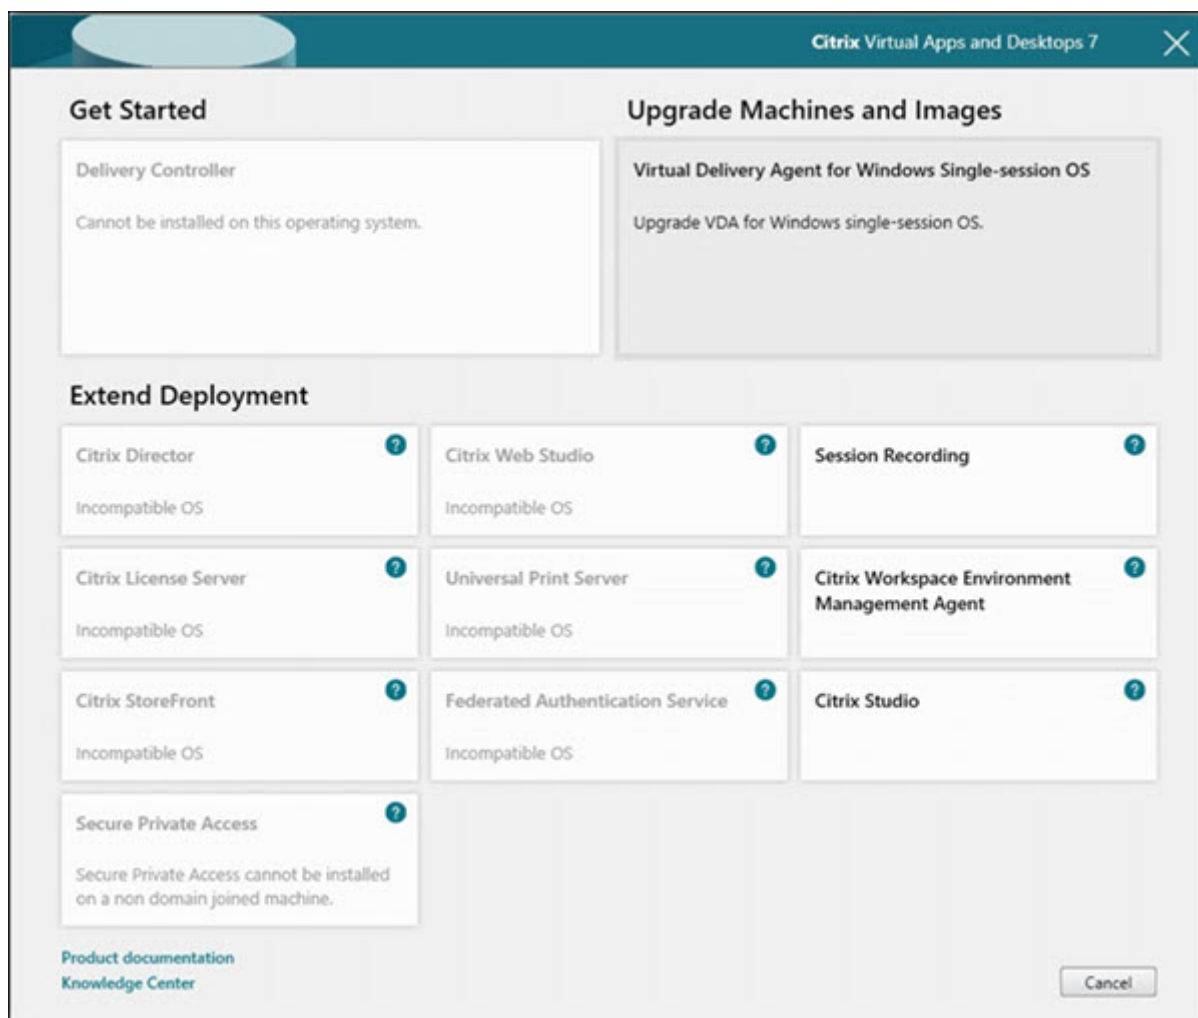 Citrix Virtual Apps and Desktops 7
Get Started
Delivery Controller
Cannot be installed on this operating system.
Upgrade Machines and Images
Virtual Delivery Agent for Windows Single-session OS
Upgrade VDA for Windows single-session OS.
Extend Deployment
Citrix Director
?
Incompatible OS
Citrix Web Studio
?
Incompatible OS
Session Recording
?
Citrix License Server
?
Incompatible OS
Universal Print Server
?
Incompatible OS
Citrix Workspace Environment
Management Agent
?
Citrix StoreFront
?
Incompatible OS
Federated Authentication Service
?
Incompatible OS
Citrix Studio
?
Secure Private Access
?
Secure Private Access cannot be installed
on a non domain joined machine.
Product documentation
Knowledge Center
Cancel